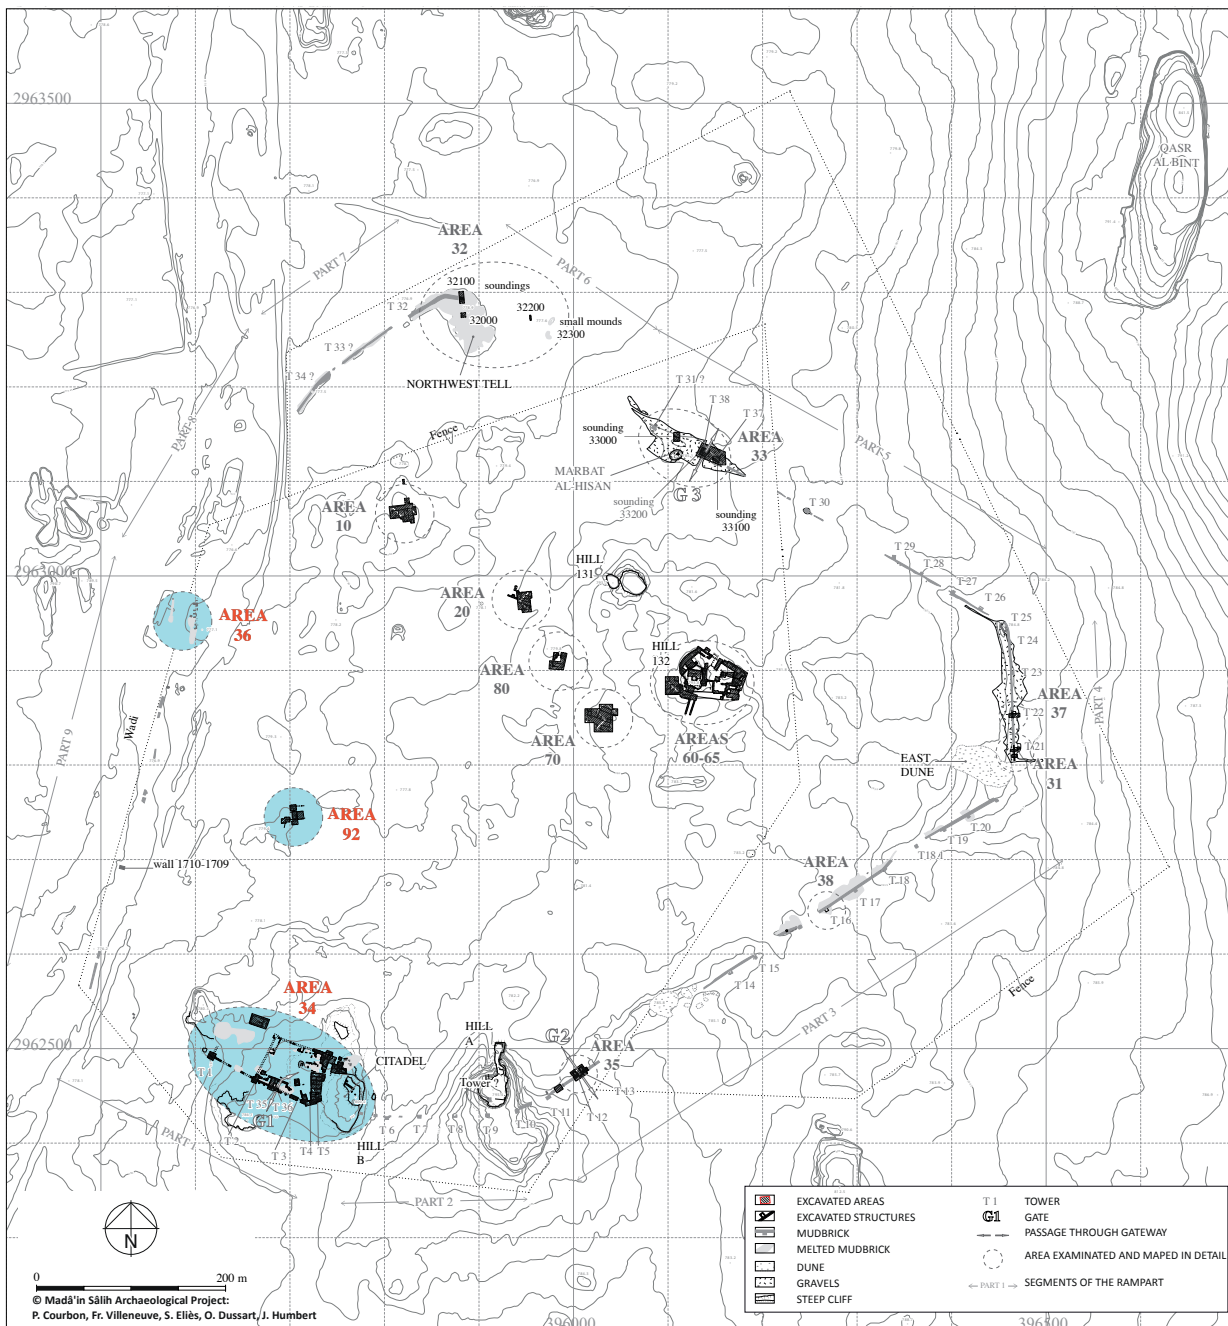 2963500
QASR
AL-BINT
AREA
32
PART 7
PART 6
32100
soundings
T 32
32000
32200
small mounds
32300
T 33 ?
NORTHWEST TELL
T 34 ?
PART 8
T 31 ?
T 38
T 37
Fence
sounding
33000
AREA
33
PART 5
MARBAT
AL-HISAN
G 3
sounding
33200
sounding
33100
AREA
10
T 30
T 29
T 28
HILL
131
T 27
2963000
T 26
AREA
20
T 25
AREA
36
T 24
HILL
132
T 23
AREA
80
AREA
37
T 22
PART 4
Wadi
PART 9
AREA
70
AREAS
60-65
T 21
EAST
DUNE
AREA
31
AREA
92
T 20
T 19
T18.1
wall 1710-1709
AREA
38
T 18
T 17
T 16
T 15
T 14
Fence
PART 3
AREA
34
HILL
A
G2
2962500
CITADEL
AREA
35
T 1
Tower ?
T 35
T 36
G1
T 13
T 12
T 11
T 10
T 9
T 8
T 7
T 6
T 2
T 3
T4
T5
HILL
B
PART 1
PART 2
N
0
200 m
© Madâ'in Sâlih Archaeological Project:
P. Courbon, Fr. Villeneuve, S. Eliès, O. Dussart, J. Humbert
396000
396500
EXCAVATED AREAS
EXCAVATED STRUCTURES
MUDBRICK
MELTED MUDBRICK
DUNE
GRAVELS
STEEP CLIFF
T 1 TOWER
G1 GATE
PASSAGE THROUGH GATEWAY
AREA EXAMINATED AND MAPED IN DETAIL
PART 1 SEGMENTS OF THE RAMPART